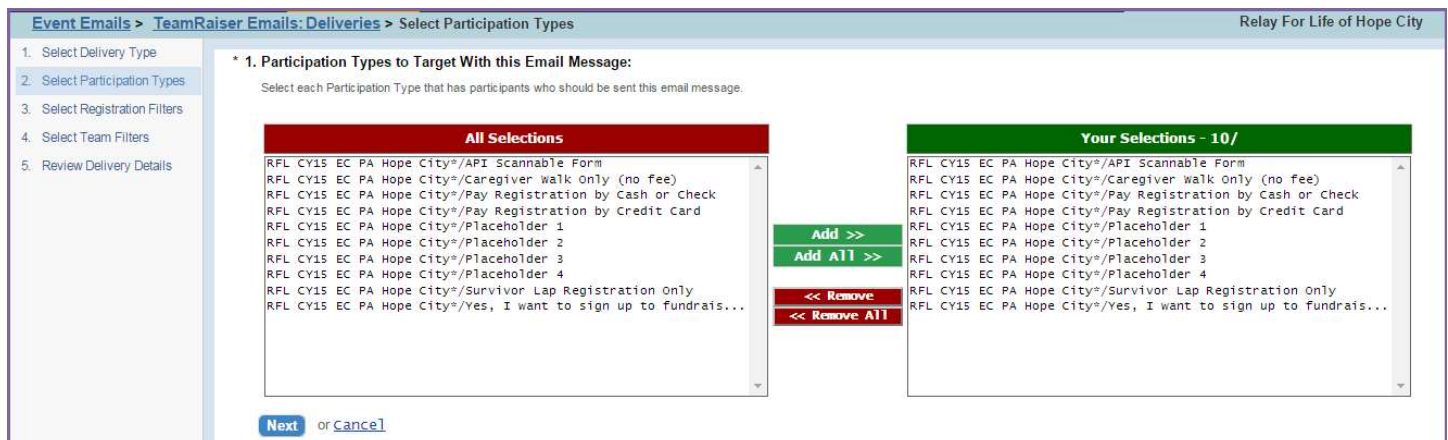 Event Emails > TeamRaiser Emails: Deliveries > Select Participation Types
Relay For Life of Hope City
1. Select Delivery Type
2. Select Participation Types
3. Select Registration Filters
4. Select Team Filters
5. Review Delivery Details
* 1. Participation Types to Target With this Email Message:
Select each Participation Type that has participants who should be sent this email message.
All Selections
RFL CY15 EC PA Hope City*/API Scannable Form
RFL CY15 EC PA Hope City*/Caregiver Walk Only (no fee)
RFL CY15 EC PA Hope City*/Pay Registration by Cash or Check
RFL CY15 EC PA Hope City*/Pay Registration by Credit Card
RFL CY15 EC PA Hope City*/Placeholder 1
RFL CY15 EC PA Hope City*/Placeholder 2
RFL CY15 EC PA Hope City*/Placeholder 3
RFL CY15 EC PA Hope City*/Placeholder 4
RFL CY15 EC PA Hope City*/Survivor Lap Registration Only
RFL CY15 EC PA Hope City*/Yes, I want to sign up to fundrais...
Add >>
Add All >>
<< Remove
<< Remove All
Your Selections - 10/
RFL CY15 EC PA Hope City*/API Scannable Form
RFL CY15 EC PA Hope City*/Caregiver Walk Only (no fee)
RFL CY15 EC PA Hope City*/Pay Registration by Cash or Check
RFL CY15 EC PA Hope City*/Pay Registration by Credit Card
RFL CY15 EC PA Hope City*/Placeholder 1
RFL CY15 EC PA Hope City*/Placeholder 2
RFL CY15 EC PA Hope City*/Placeholder 3
RFL CY15 EC PA Hope City*/Placeholder 4
RFL CY15 EC PA Hope City*/Survivor Lap Registration Only
RFL CY15 EC PA Hope City*/Yes, I want to sign up to fundrais...
Next or Cancel